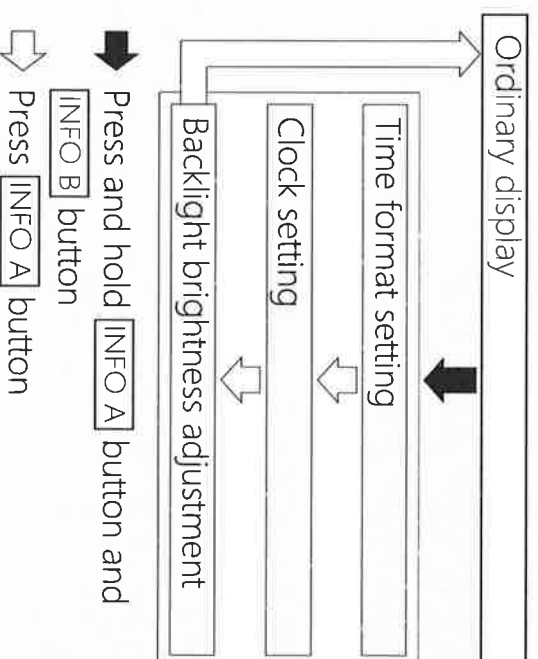 Ordinary display
Time format setting
Clock setting
Backlight brightness adjustment
Press and hold INFO A button and
INFO B button
Press INFO A button